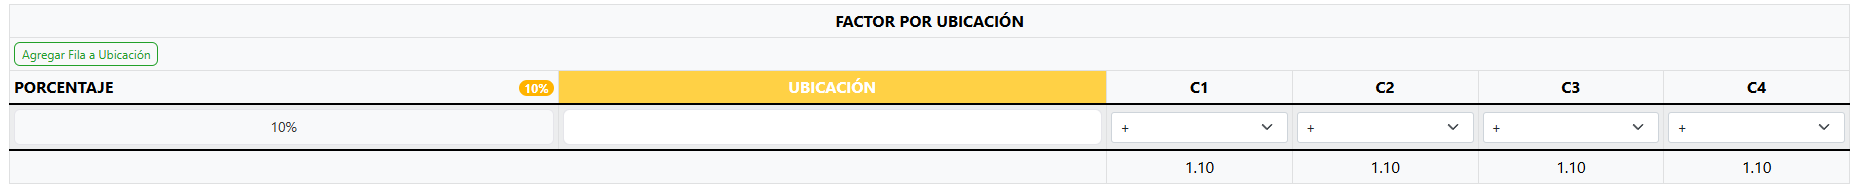 FACTOR POR UBICACIÓN
Agregar Fila a Ubicación
PORCENTAJE 10% UBICACIÓN C1 C2 C3 C4
10% + + + +
1.10 1.10 1.10 1.10